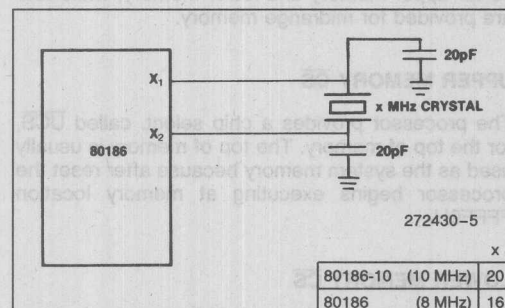 are provided for midrange memory.
UPPER MEMORY CS
The processor provides a chip select, called UCS,
for the top of memory. The top of memory is usually
used as the system memory because after reset the
processor begins executing at memory location
20pF
X1
x MHz CRYSTAL
X2
80186
20pF
272430-5
x
80186-10 (10 MHz) 20
80186 (8 MHz) 16